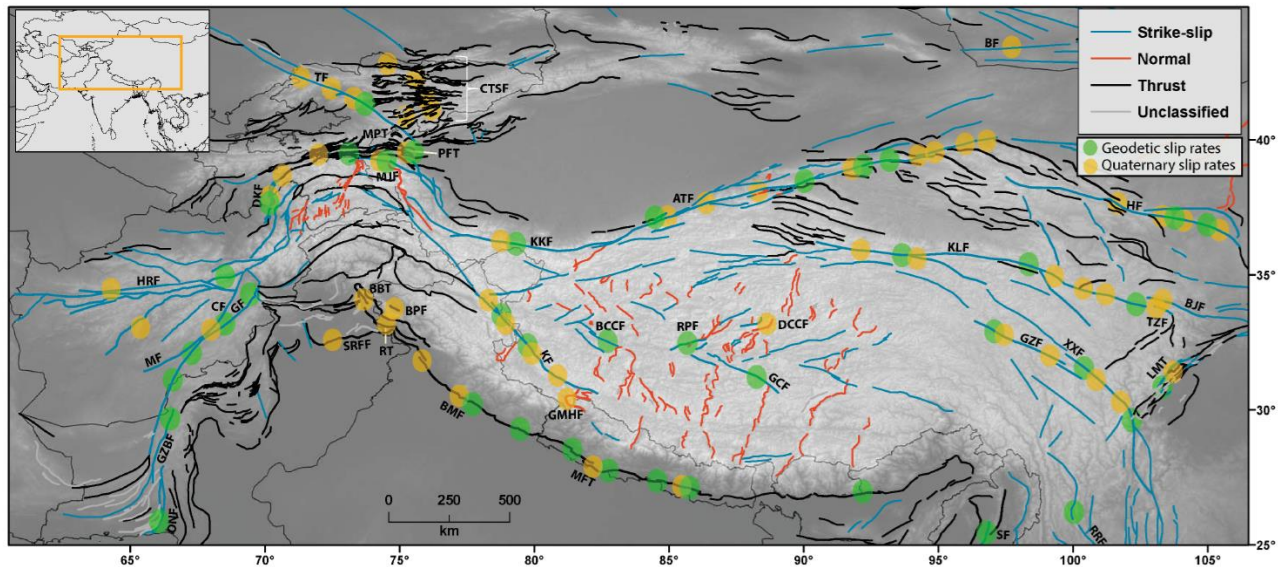 Strike-slip
Normal
Thrust
Unclassified
Geodetic slip rates
Quaternary slip rates
BF
TF
CTSF
MPT
PFT
MJF
DKF
ATF
HF
KKF
KLF
HRF
BJF
TZF
CF
GF
BBT
BPF
SRFF
RT
MF
BCCF
RPF
DCCF
KF
GCF
GZF
XXF
LMT
BMF
GMHF
GZBF
MFT
ONF
SF
RRF
0 250 500
km
40°
35°
30°
25°
65°
70°
75°
80°
85°
90°
95°
100°
105°